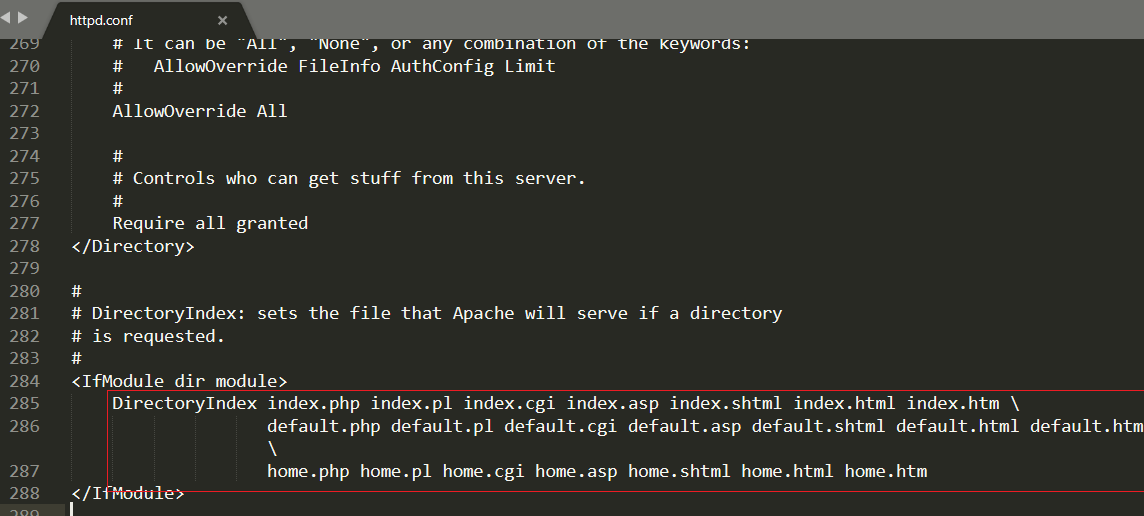 httpd.conf ×
269 # It can be "All", "None", or any combination of the keywords:
270 #   AllowOverride FileInfo AuthConfig Limit
271 #
272 AllowOverride All
273
274 #
275 # Controls who can get stuff from this server.
276 #
277 Require all granted
278 </Directory>
279
280 #
281 # DirectoryIndex: sets the file that Apache will serve if a directory
282 # is requested.
283 #
284 <IfModule dir_module>
285 DirectoryIndex index.php index.pl index.cgi index.asp index.shtml index.html index.htm \
286 default.php default.pl default.cgi default.asp default.shtml default.html default.htm
\
287 home.php home.pl home.cgi home.asp home.shtml home.html home.htm
288 </IfModule>
289